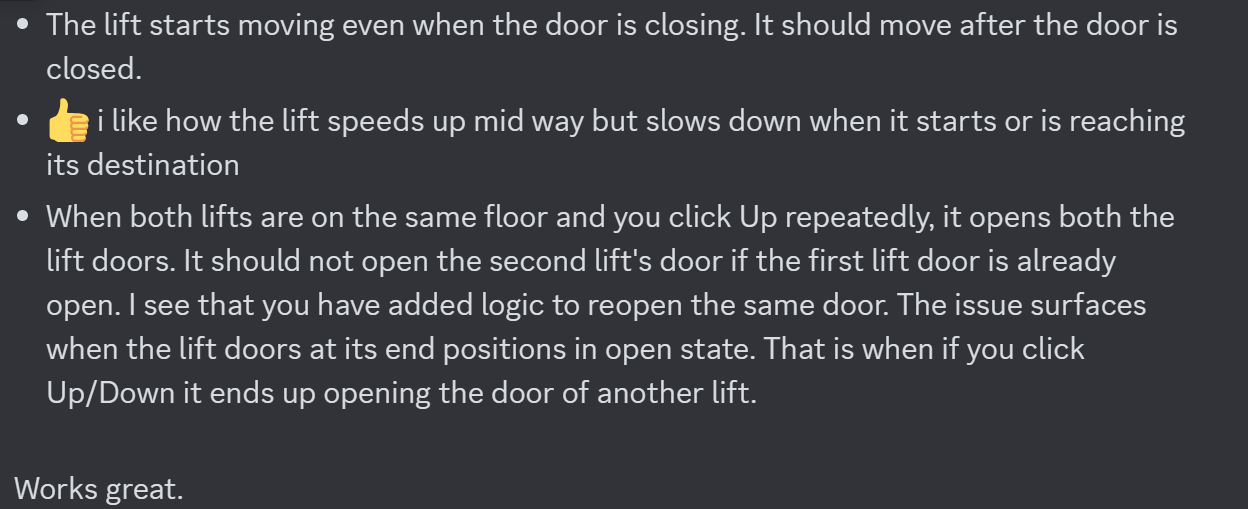 • The lift starts moving even when the door is closing. It should move after the door is
closed.
• 👍 i like how the lift speeds up mid way but slows down when it starts or is reaching
its destination
• When both lifts are on the same floor and you click Up repeatedly, it opens both the
lift doors. It should not open the second lift's door if the first lift door is already
open. I see that you have added logic to reopen the same door. The issue surfaces
when the lift doors at its end positions in open state. That is when if you click
Up/Down it ends up opening the door of another lift.
Works great.